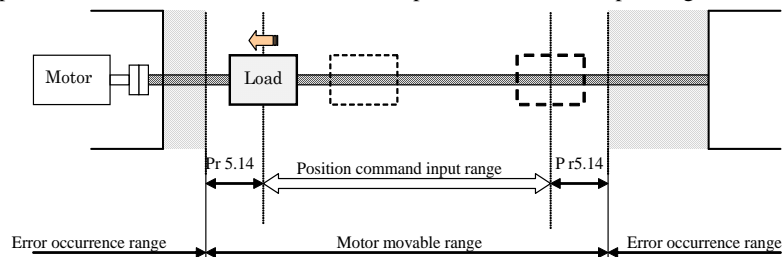 Motor
Load
Pr 5.14
Position command input range
P r5.14
Error occurrence range
Motor movable range
Error occurrence range